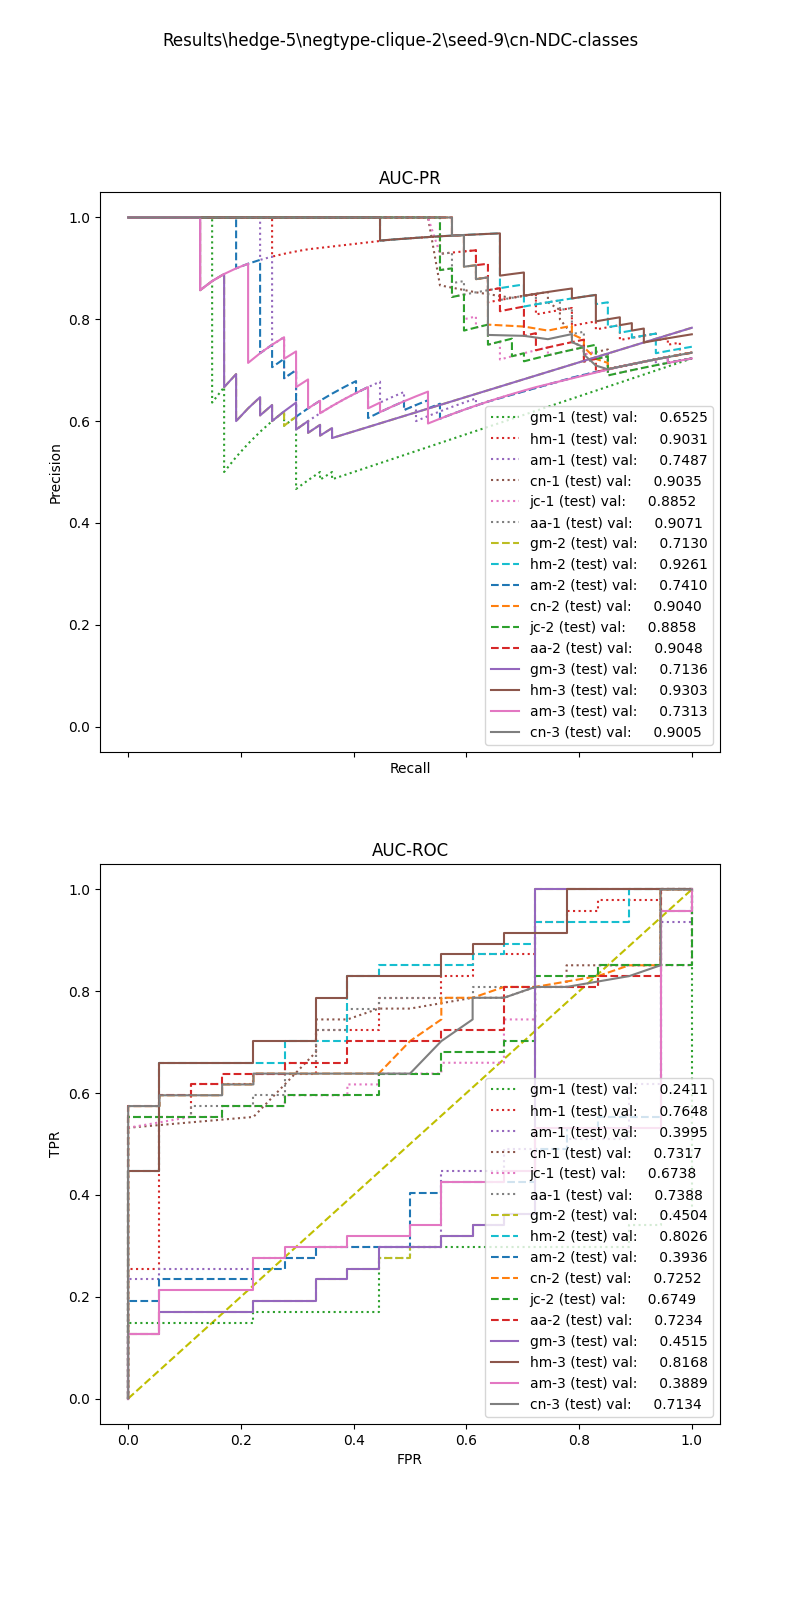 Results\hedge-5\negtype-clique-2\seed-9\cn-NDC-classes
AUC-PR
1.0
0.8
0.6
0.4
0.2
0.0
Precision
Recall
gm-1 (test) val: 0.6525
hm-1 (test) val: 0.9031
am-1 (test) val: 0.7487
cn-1 (test) val: 0.9035
jc-1 (test) val: 0.8852
aa-1 (test) val: 0.9071
gm-2 (test) val: 0.7130
hm-2 (test) val: 0.9261
am-2 (test) val: 0.7410
cn-2 (test) val: 0.9040
jc-2 (test) val: 0.8858
aa-2 (test) val: 0.9048
gm-3 (test) val: 0.7136
hm-3 (test) val: 0.9303
am-3 (test) val: 0.7313
cn-3 (test) val: 0.9005
AUC-ROC
1.0
0.8
0.6
0.4
0.2
0.0
TPR
0.0 0.2 0.4 0.6 0.8 1.0
FPR
gm-1 (test) val: 0.2411
hm-1 (test) val: 0.7648
am-1 (test) val: 0.3995
cn-1 (test) val: 0.7317
jc-1 (test) val: 0.6738
aa-1 (test) val: 0.7388
gm-2 (test) val: 0.4504
hm-2 (test) val: 0.8026
am-2 (test) val: 0.3936
cn-2 (test) val: 0.7252
jc-2 (test) val: 0.6749
aa-2 (test) val: 0.7234
gm-3 (test) val: 0.4515
hm-3 (test) val: 0.8168
am-3 (test) val: 0.3889
cn-3 (test) val: 0.7134